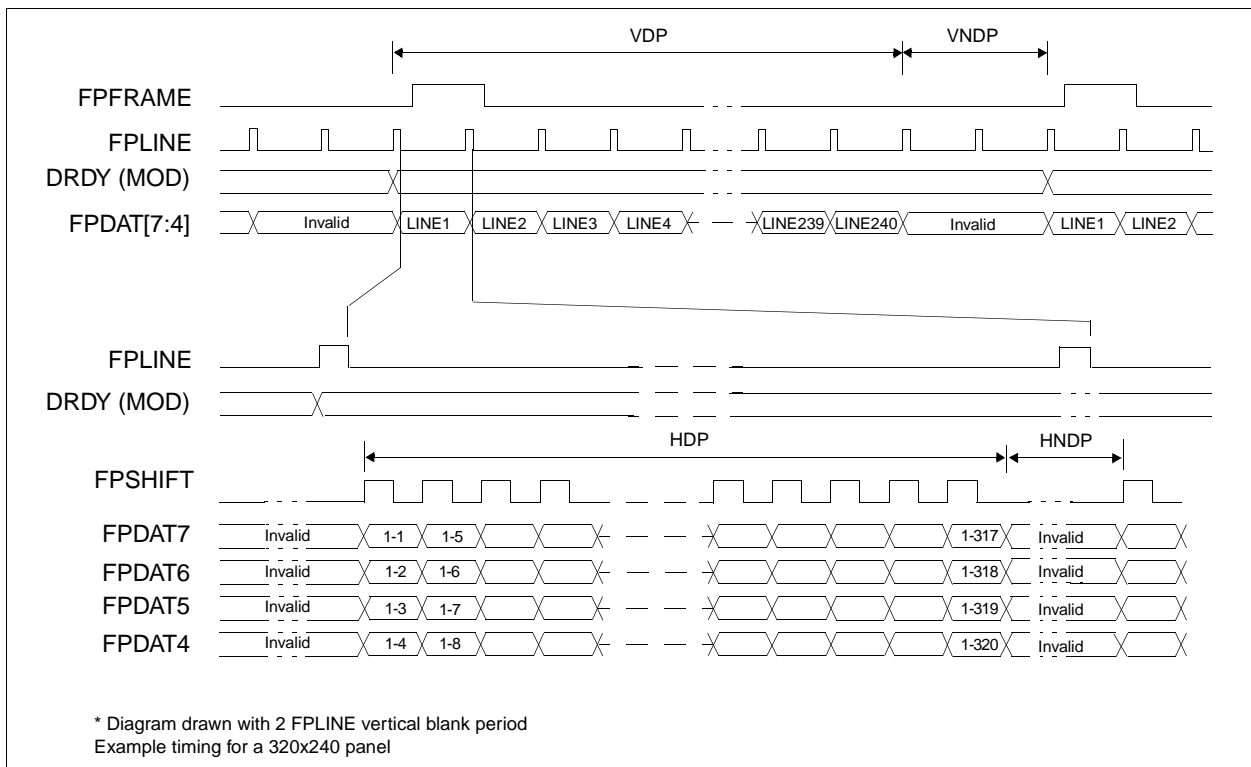 VDP VNDP
FPFRAME
FPLINE
DRDY (MOD)
FPDAT[7:4] Invalid LINE1 LINE2 LINE3 LINE4 LINE239 LINE240 Invalid LINE1 LINE2
FPLINE
DRDY (MOD)
HDP HNDP
FPSHIFT
FPDAT7 Invalid 1-1 1-5 1-317 Invalid
FPDAT6 Invalid 1-2 1-6 1-318 Invalid
FPDAT5 Invalid 1-3 1-7 1-319 Invalid
FPDAT4 Invalid 1-4 1-8 1-320 Invalid
* Diagram drawn with 2 FPLINE vertical blank period
Example timing for a 320x240 panel